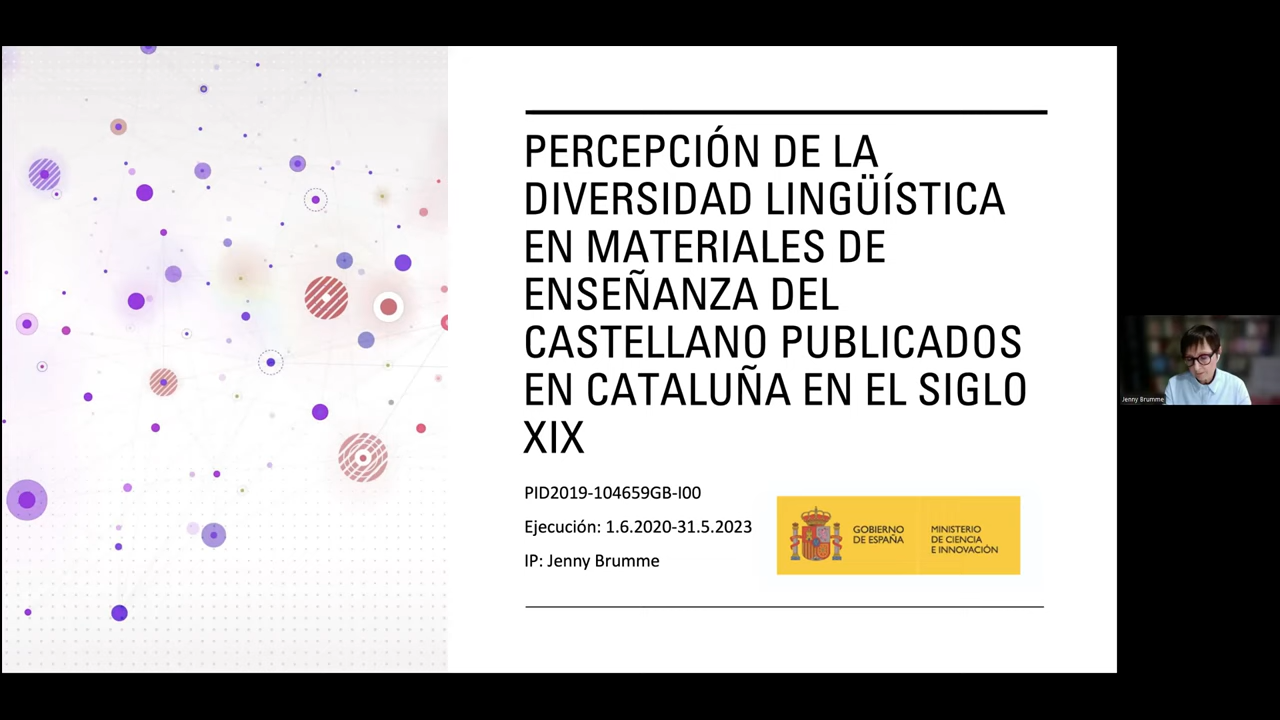 PERCEPCIÓN DE LA
DIVERSIDAD LINGÜÍSTICA
EN MATERIALES DE
ENSEÑANZA DEL
CASTELLANO PUBLICADOS
EN CATALUÑA EN EL SIGLO
XIX
PID2019-104659GB-I00
Ejecución: 1.6.2020-31.5.2023
IP: Jenny Brumme
GOBIERNO
DE ESPAÑA
MINISTERIO
DE CIENCIA
E INNOVACIÓN
Jenny Brumme